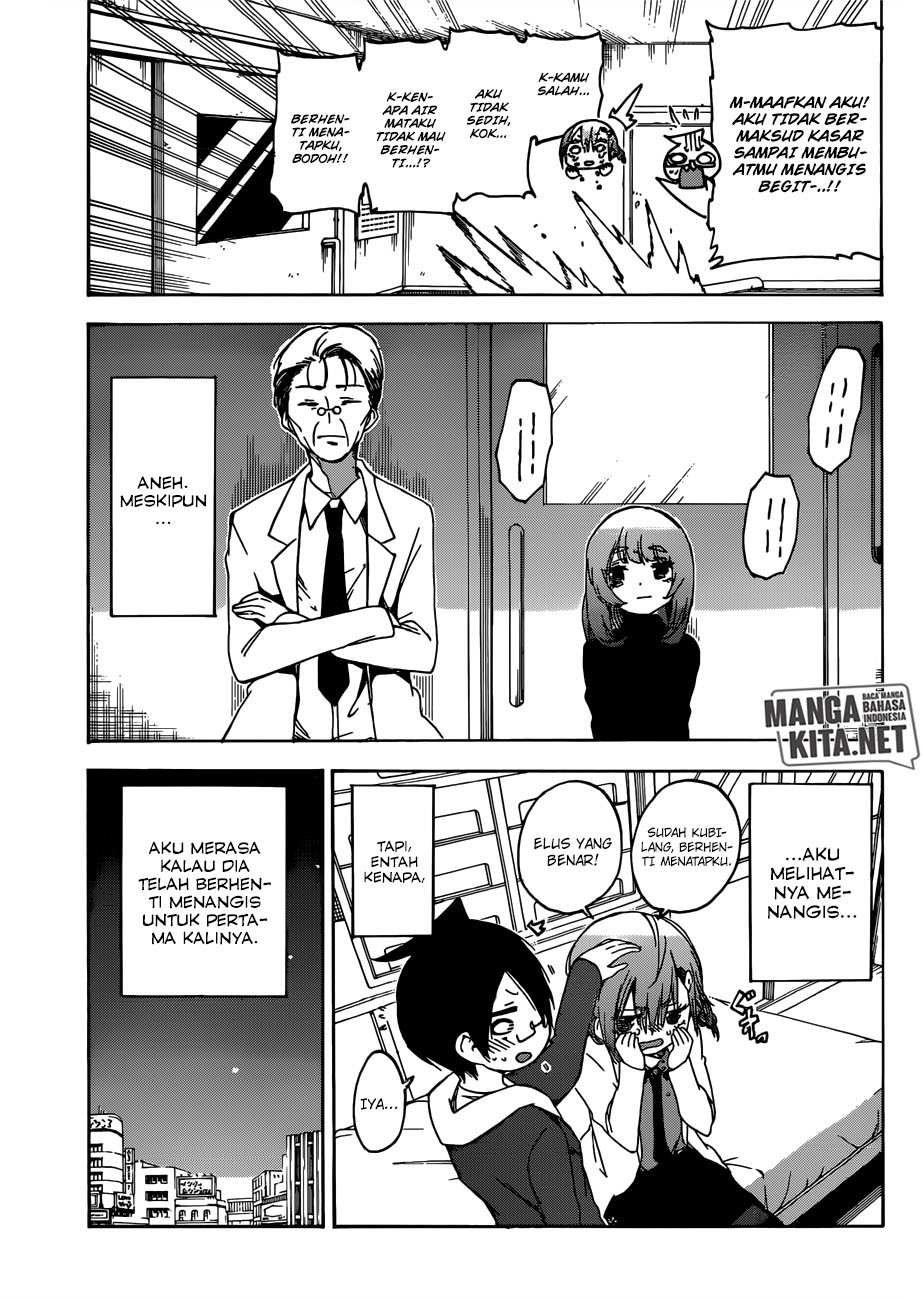 M-MAAFKAN AKU!
AKU TIDAK BER-
MAKSUD KASAR
SAMPAI MEMBU-
ATMU MENANGIS
BEGIT-..!!
K-KAMU
SALAH...
AKU
TIDAK
SEDIH,
KOK...
K-KEN-
APA AIR
MATAKU
TIDAK MAU
BERHEN-
TI...!?
BERHEN-
TI MENA-
TAPKU,
BODOH!!
ANEH.
MESKIPUN
...
MANGA
KITA.NET
BACA MANGA
BAHASA
INDONESIA
...AKU
MELIHAT-
NYA ME-
NANGIS...
SUDAH KUBI-
LANG, BERHEN-
TI MENATAPKU.
ELUS YANG
BENAR!
TAPI,
ENTAH
KENAPA,
IYA...
AKU MERASA
KALAU DIA
TELAH BERHEN-
TI MENANGIS
UNTUK PERTA-
MA KALINYA.